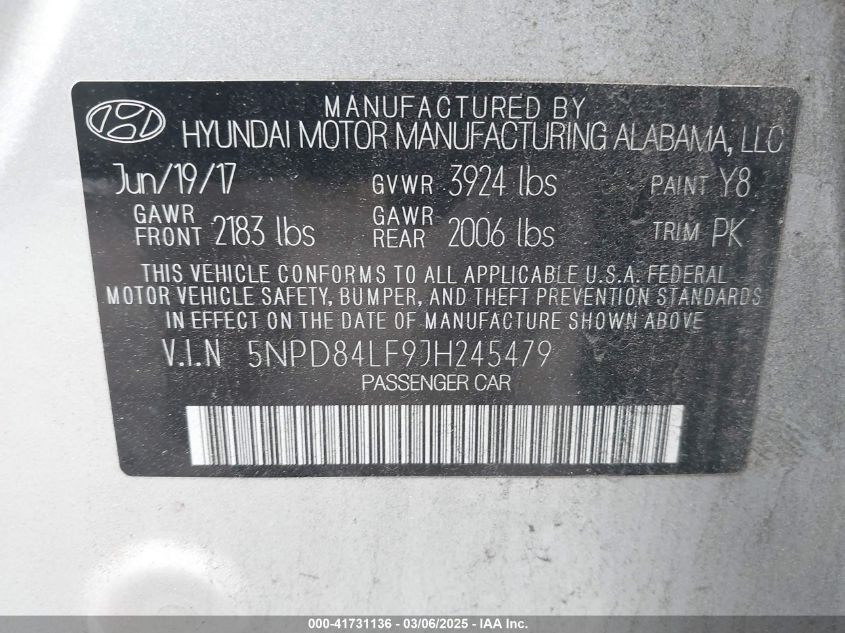 MANUFACTURED BY
HYUNDAI MOTOR MANUFACTURING ALABAMA, LLC
Jun/19/17 GVWR 3924 lbs PAINT Y8
GAWR FRONT 2183 lbs GAWR REAR 2006 lbs TRIM PK
THIS VEHICLE CONFORMS TO ALL APPLICABLE U.S.A. FEDERAL
MOTOR VEHICLE SAFETY, BUMPER, AND THEFT PREVENTION STANDARDS
IN EFFECT ON THE DATE OF MANUFACTURE SHOWN ABOVE.
V.I.N 5NPD84LF9JH245479
PASSENGER CAR
000-41731136 - 03/06/2025 - IAA Inc.